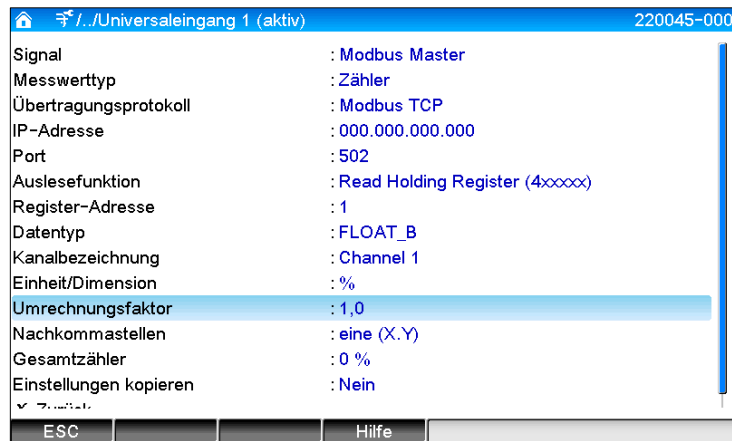 /../Universaleingang 1 (aktiv) 220045-000
Signal : Modbus Master
Messwerttyp : Zähler
Übertragungsprotokoll : Modbus TCP
IP-Adresse : 000.000.000.000
Port : 502
Auslesefunktion : Read Holding Register (4xxxxx)
Register-Adresse : 1
Datentyp : FLOAT_B
Kanalbezeichnung : Channel 1
Einheit/Dimension : %
Umrechnungsfaktor : 1,0
Nachkommastellen : eine (X.Y)
Gesamtzähler : 0 %
Einstellungen kopieren : Nein
ESC Hilfe